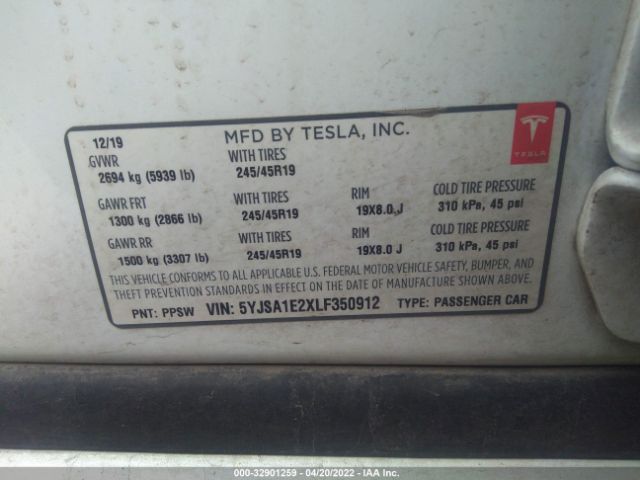 12/19 MFD BY TESLA, INC.
TESLA
GVWR WITH TIRES
2694 kg (5939 lb) 245/45R19
GAWR FRT WITH TIRES RIM COLD TIRE PRESSURE
1300 kg (2866 lb) 245/45R19 19X8.0 J 310 kPa, 45 psi
GAWR RR WITH TIRES RIM COLD TIRE PRESSURE
1500 kg (3307 lb) 245/45R19 19X8.0 J 310 kPa, 45 psi
THIS VEHICLE CONFORMS TO ALL APPLICABLE U.S. FEDERAL MOTOR VEHICLE SAFETY, BUMPER, AND
THEFT PREVENTION STANDARDS IN EFFECT ON THE DATE OF MANUFACTURE SHOWN ABOVE.
PNT: PPSW VIN: 5YJSA1E2XLF350912 TYPE: PASSENGER CAR
000-32901259 - 04/20/2022 - IAA Inc.